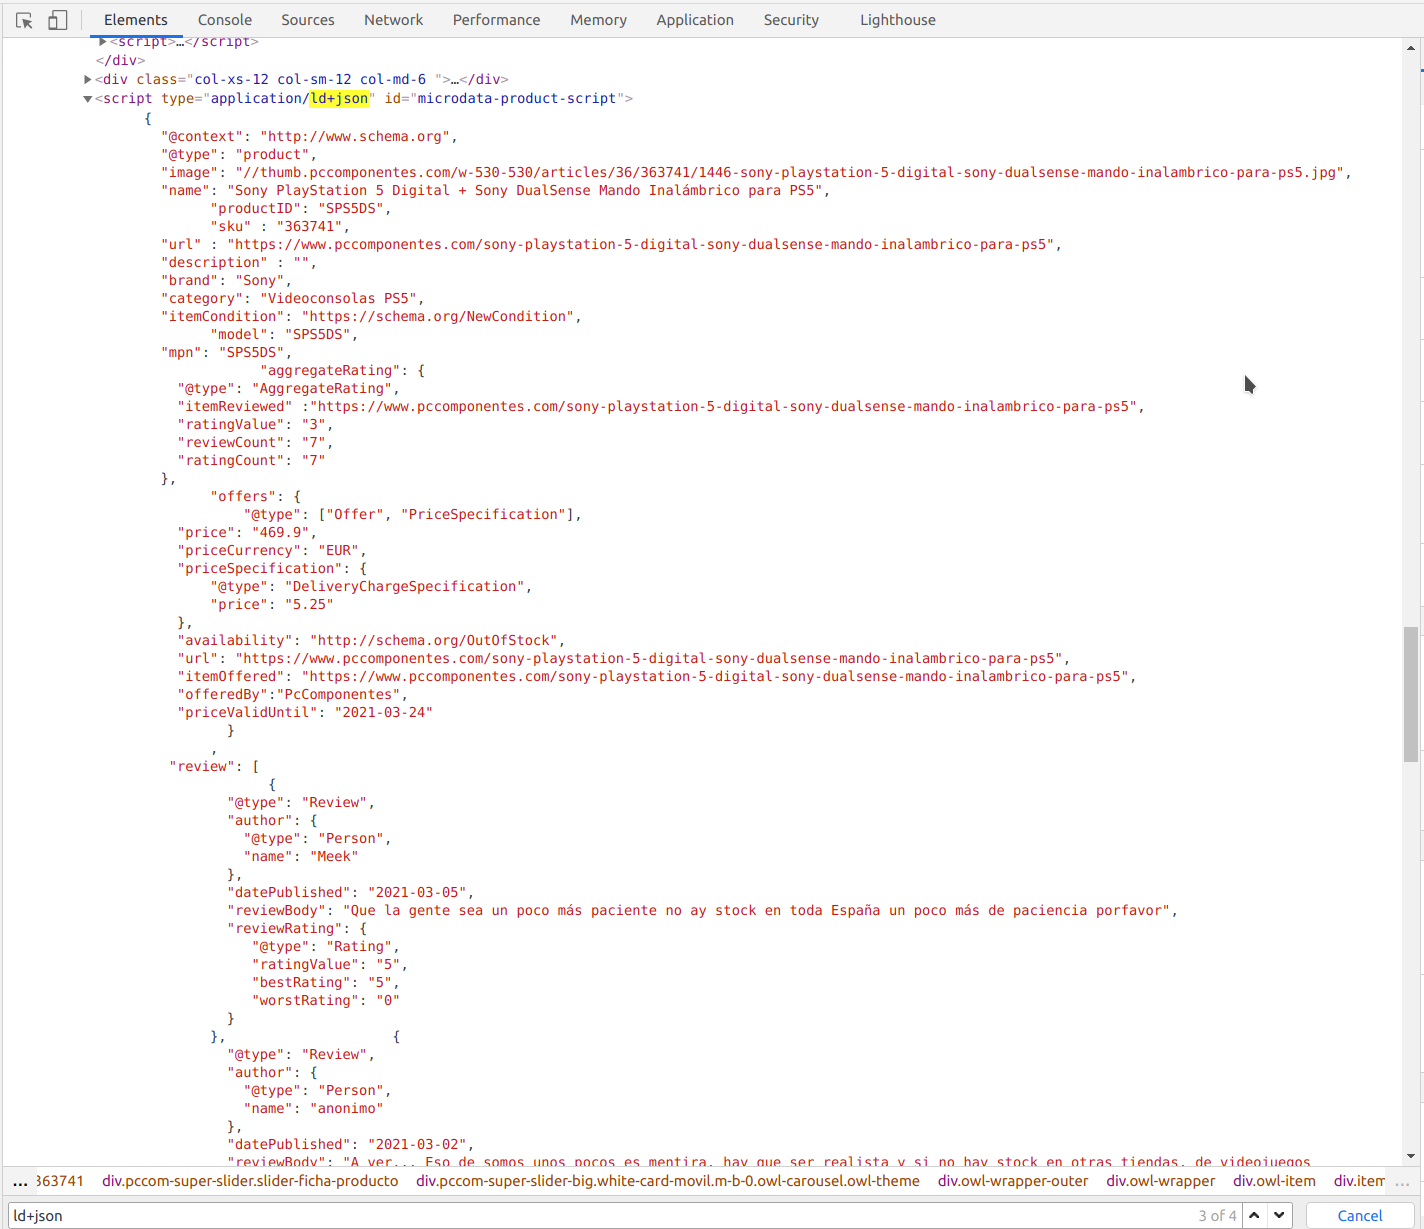 Elements Console Sources Network Performance Memory Application Security Lighthouse
<script>…</script>
</div>
<div class="col-xs-12 col-sm-12 col-md-6 ">…</div>
<script type="application/ld+json" id="microdata-product-script">
{
"@context": "http://www.schema.org",
"@type": "product",
"image": "//thumb.pccomponentes.com/w-530-530/articles/36/363741/1446-sony-playstation-5-digital-sony-dualsense-mando-inalambrico-para-ps5.jpg",
"name": "Sony PlayStation 5 Digital + Sony DualSense Mando Inalámbrico para PS5",
"productID": "SPS5DS",
"sku" : "363741",
"url" : "https://www.pccomponentes.com/sony-playstation-5-digital-sony-dualsense-mando-inalambrico-para-ps5",
"description" : "",
"brand": "Sony",
"category": "Videoconsolas PS5",
"itemCondition": "https://schema.org/NewCondition",
"model": "SPS5DS",
"mpn": "SPS5DS",
"aggregateRating": {
"@type": "AggregateRating",
"itemReviewed" :"https://www.pccomponentes.com/sony-playstation-5-digital-sony-dualsense-mando-inalambrico-para-ps5",
"ratingValue": "3",
"reviewCount": "7",
"ratingCount": "7"
},
"offers": {
"@type": ["Offer", "PriceSpecification"],
"price": "469.9",
"priceCurrency": "EUR",
"priceSpecification": {
"@type": "DeliveryChargeSpecification",
"price": "5.25"
},
"availability": "http://schema.org/OutOfStock",
"url": "https://www.pccomponentes.com/sony-playstation-5-digital-sony-dualsense-mando-inalambrico-para-ps5",
"itemOffered": "https://www.pccomponentes.com/sony-playstation-5-digital-sony-dualsense-mando-inalambrico-para-ps5",
"offeredBy":"PcComponentes",
"priceValidUntil": "2021-03-24"
}
,
"review": [
{
"@type": "Review",
"author": {
"@type": "Person",
"name": "Meek"
},
"datePublished": "2021-03-05",
"reviewBody": "Que la gente sea un poco más paciente no ay stock en toda España un poco más de paciencia porfavor",
"reviewRating": {
"@type": "Rating",
"ratingValue": "5",
"bestRating": "5",
"worstRating": "0"
}
}, {
"@type": "Review",
"author": {
"@type": "Person",
"name": "anonimo"
},
"datePublished": "2021-03-02",
"reviewBody": "A ver... Eso de somos unos pocos es mentira, hay que ser realista y si no hay stock en otras tiendas, de videojuegos
... 363741 div.pccom-super-slider.slider-ficha-producto div.pccom-super-slider-big.white-card-movil.m-b-0.owl-carousel.owl-theme div.owl-wrapper-outer div.owl-wrapper div.owl-item div.item ...
ld+json 3 of 4 Cancel